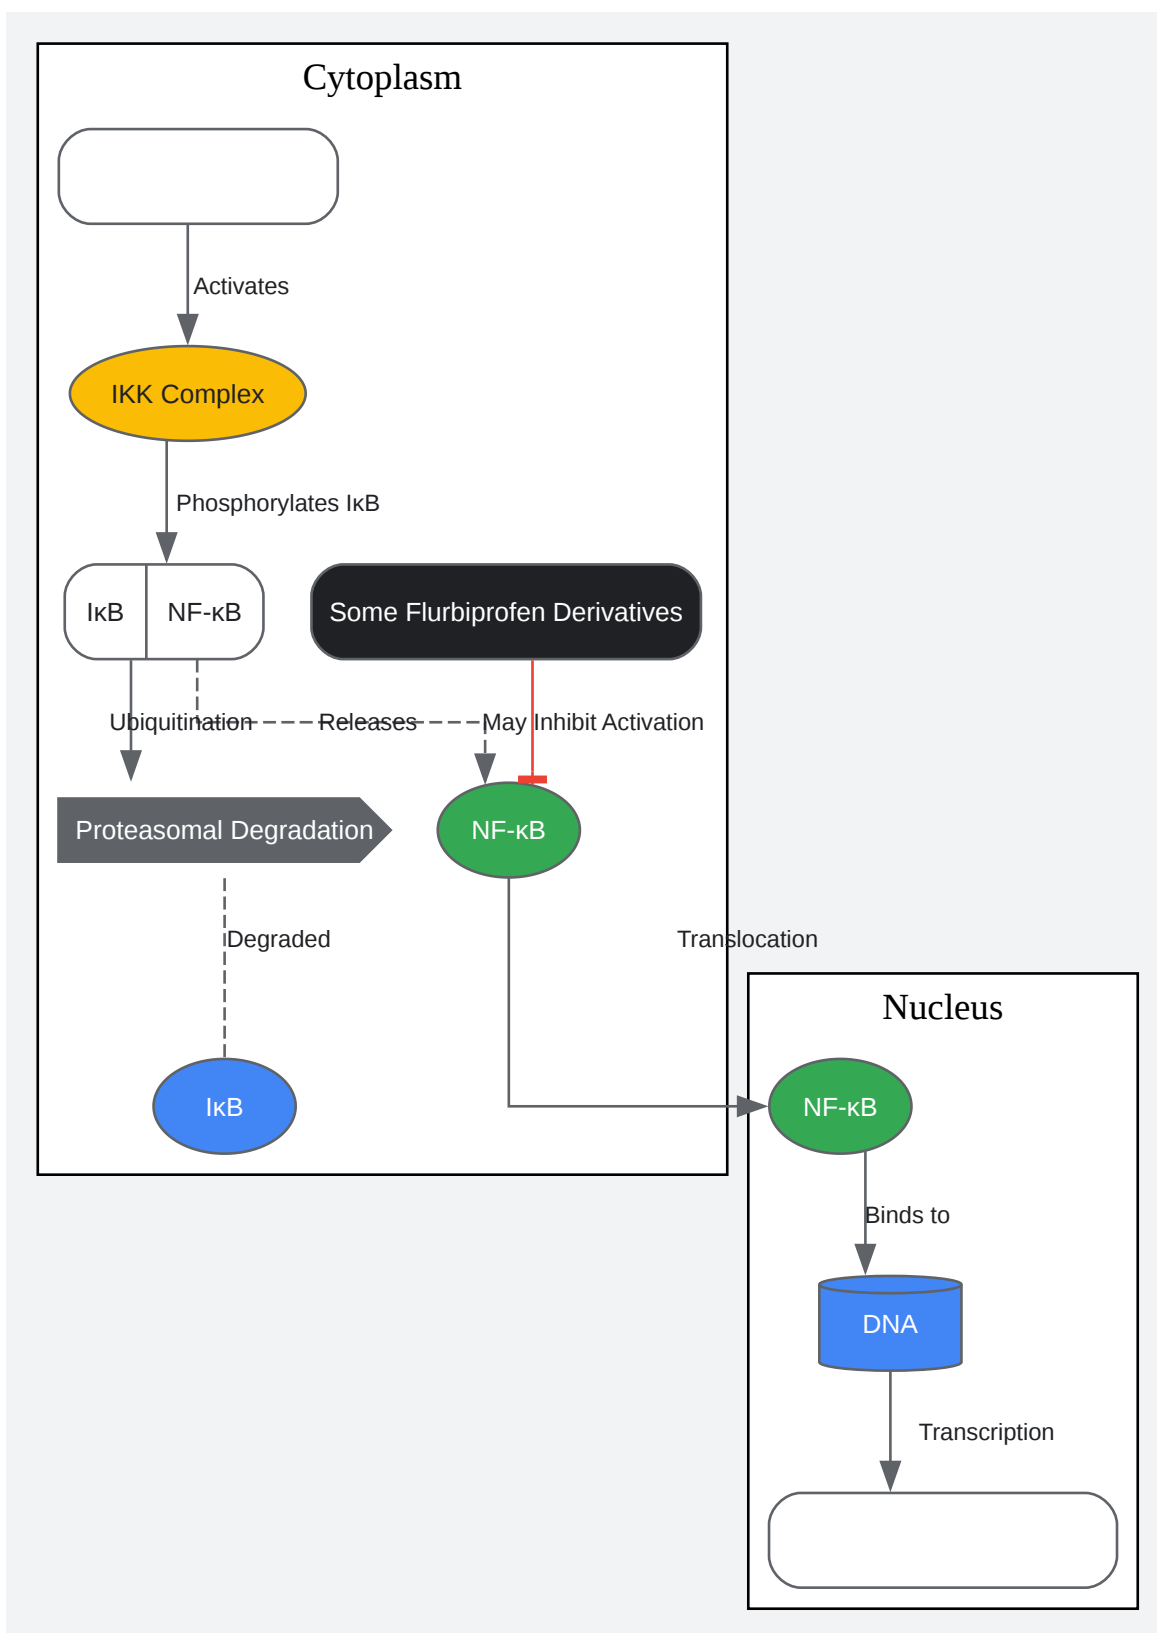 Cytoplasm
Activates
IKK Complex
Phosphorylates IκB
IκB
NF-κB
Some Flurbiprofen Derivatives
Ubiquitination
Releases
May Inhibit Activation
Proteasomal Degradation
NF-κB
Degraded
Translocation
Nucleus
IκB
NF-κB
Binds to
DNA
Transcription